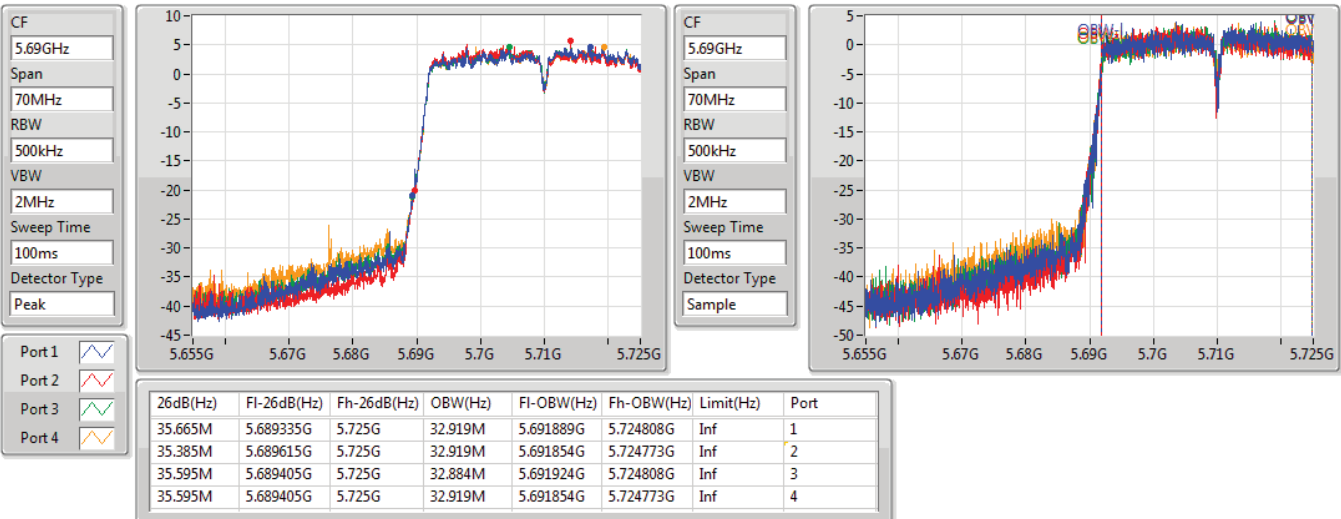 CF
5.69GHz
Span
70MHz
RBW
500kHz
VBW
2MHz
Sweep Time
100ms
Detector Type
Peak
10
5
0
-5
-10
-15
-20
-25
-30
-35
-40
-45
5.655G 5.67G 5.68G 5.69G 5.7G 5.71G 5.725G
CF
5.69GHz
Span
70MHz
RBW
500kHz
VBW
2MHz
Sweep Time
100ms
Detector Type
Sample
5
0
-5
-10
-15
-20
-25
-30
-35
-40
-45
-50
OBW
OBW
5.655G 5.67G 5.68G 5.69G 5.7G 5.71G 5.725G
Port 1
Port 2
Port 3
Port 4
26dB(Hz) Fl-26dB(Hz) Fh-26dB(Hz) OBW(Hz) Fl-OBW(Hz) Fh-OBW(Hz) Limit(Hz) Port
35.665M 5.689335G 5.725G 32.919M 5.691889G 5.724808G Inf 1
35.385M 5.689615G 5.725G 32.919M 5.691854G 5.724773G Inf 2
35.595M 5.689405G 5.725G 32.884M 5.691924G 5.724808G Inf 3
35.595M 5.689405G 5.725G 32.919M 5.691854G 5.724773G Inf 4